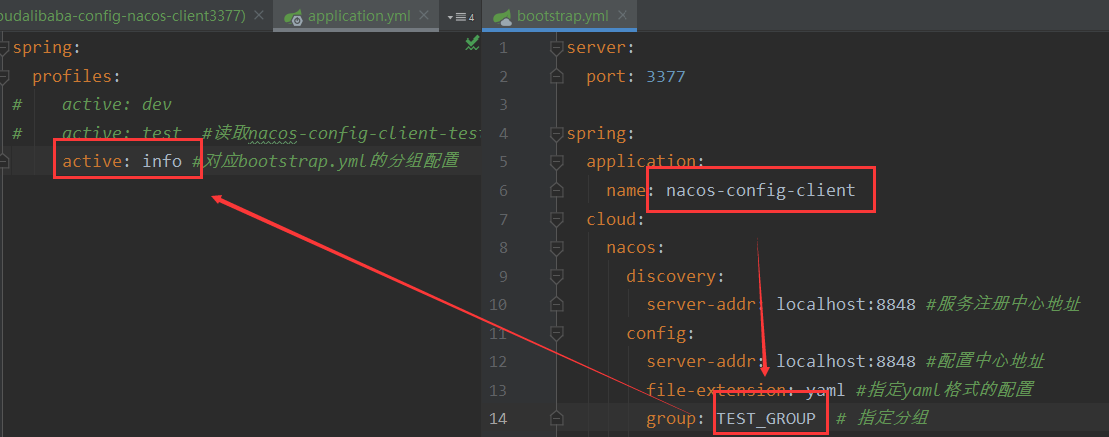 oudalibaba-config-nacos-client3377)
application.yml
4
bootstrap.yml
spring:
profiles:
# active: dev
# active: test #读取nacos-config-client-tes
active: info #对应bootstrap.yml的分组配置
1 server:
2 port: 3377
3
4 spring:
5 application:
6 name: nacos-config-client
7 cloud:
8 nacos:
9 discovery:
10 server-addr: localhost:8848 #服务注册中心地址
11 config:
12 server-addr: localhost:8848 #配置中心地址
13 file-extension: yaml #指定yaml格式的配置
14 group: TEST_GROUP # 指定分组